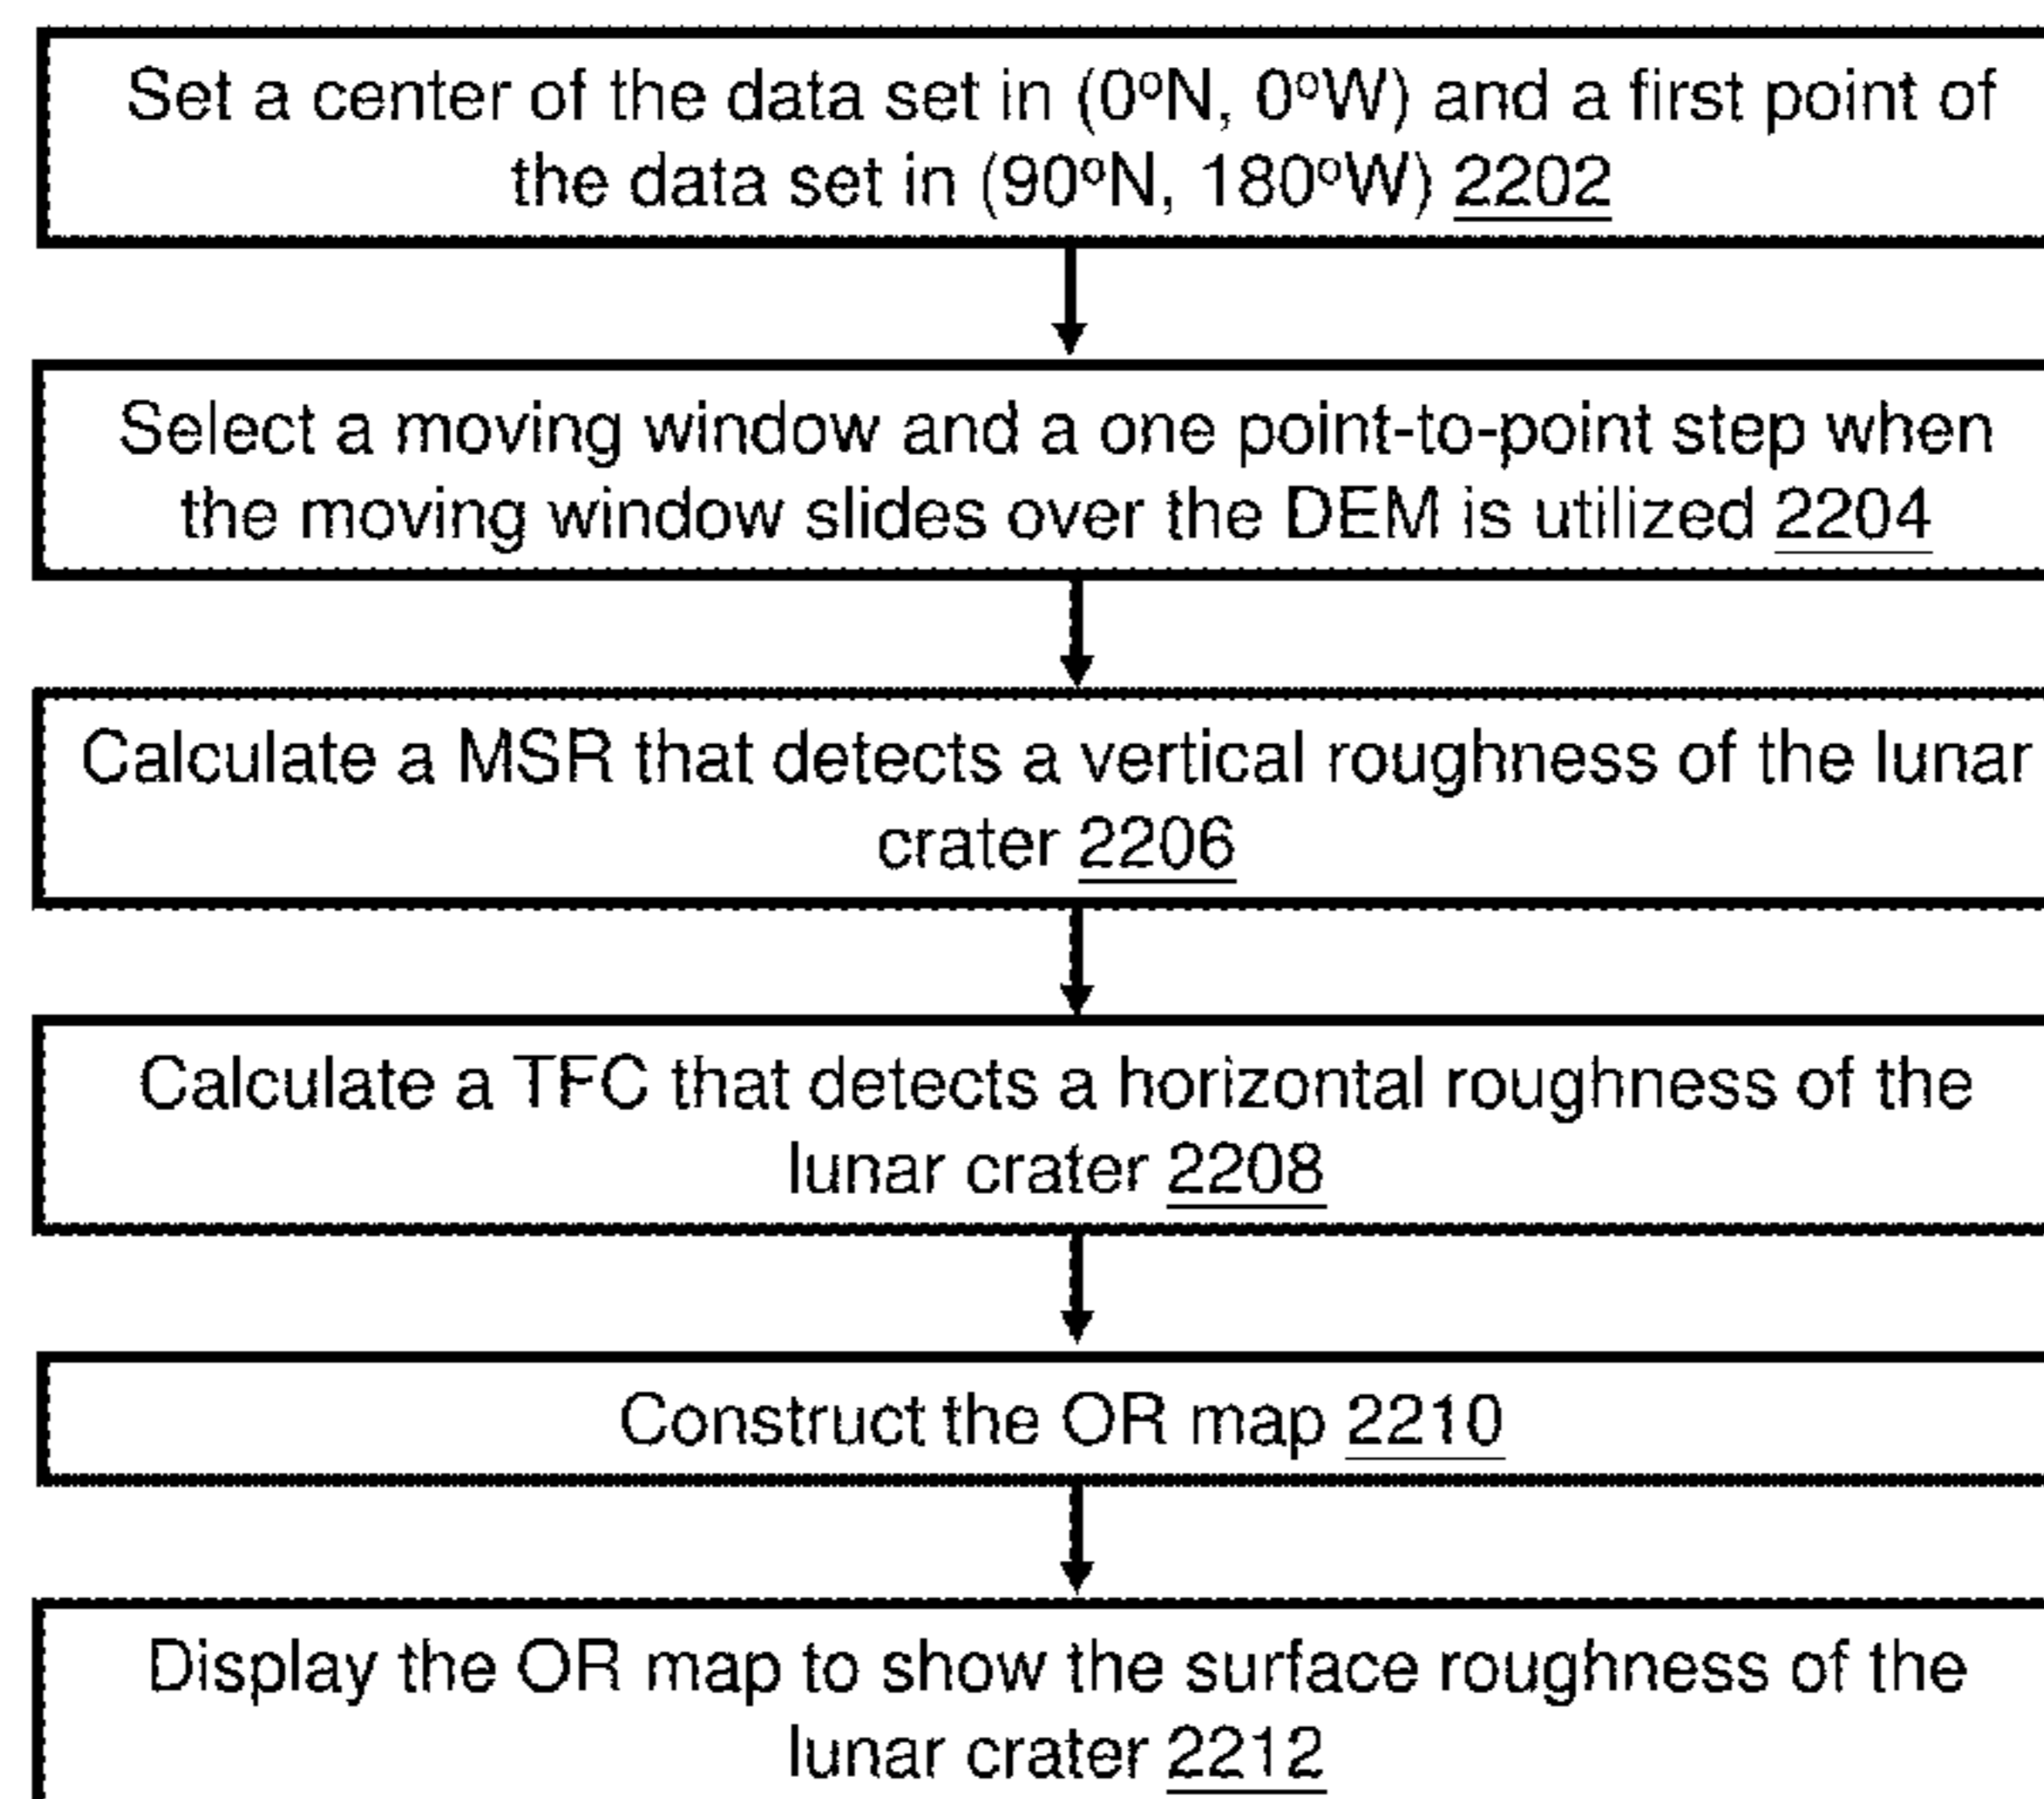 Set a center of the data set in (0ºN, 0ºW) and a first point of
the data set in (90ºN, 180ºW) 2202
Select a moving window and a one point-to-point step when
the moving window slides over the DEM is utilized 2204
Calculate a MSR that detects a vertical roughness of the lunar
crater 2206
Calculate a TFC that detects a horizontal roughness of the
lunar crater 2208
Construct the OR map 2210
Display the OR map to show the surface roughness of the
lunar crater 2212